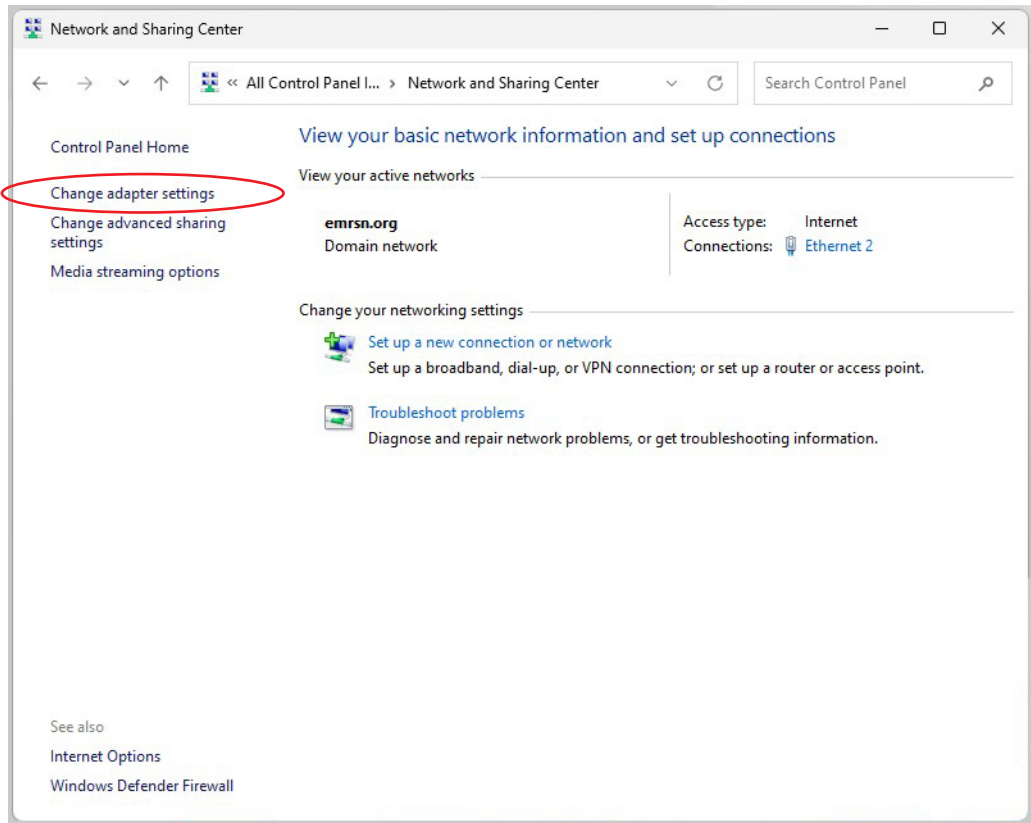 Network and Sharing Center
« All Control Panel I... › Network and Sharing Center
Search Control Panel
Control Panel Home
Change adapter settings
Change advanced sharing
settings
Media streaming options
View your basic network information and set up connections
View your active networks
emrsn.org
Domain network
Access type: Internet
Connections: Ethernet 2
Change your networking settings
Set up a new connection or network
Set up a broadband, dial-up, or VPN connection; or set up a router or access point.
Troubleshoot problems
Diagnose and repair network problems, or get troubleshooting information.
See also
Internet Options
Windows Defender Firewall